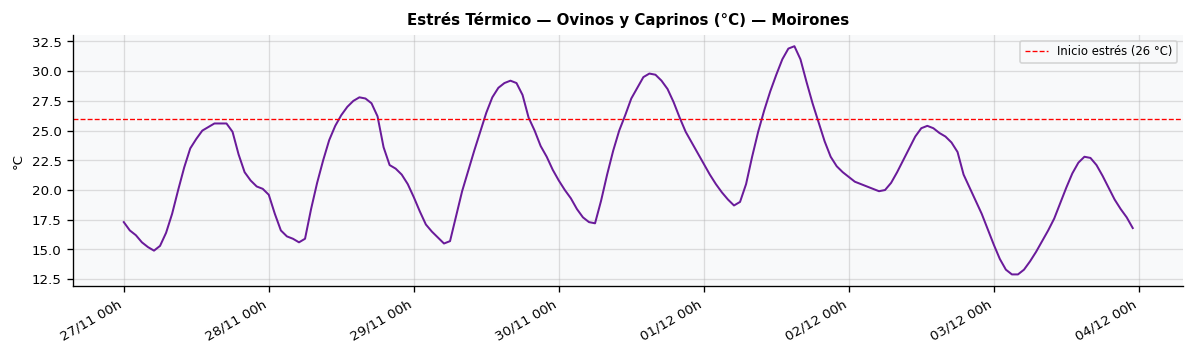 Estrés Térmico — Ovinos y Caprinos (°C) — Moirones
Inicio estrés (26 °C)
°C
32.5
30.0
27.5
25.0
22.5
20.0
17.5
15.0
12.5
27/11 00h
28/11 00h
29/11 00h
30/11 00h
01/12 00h
02/12 00h
03/12 00h
04/12 00h